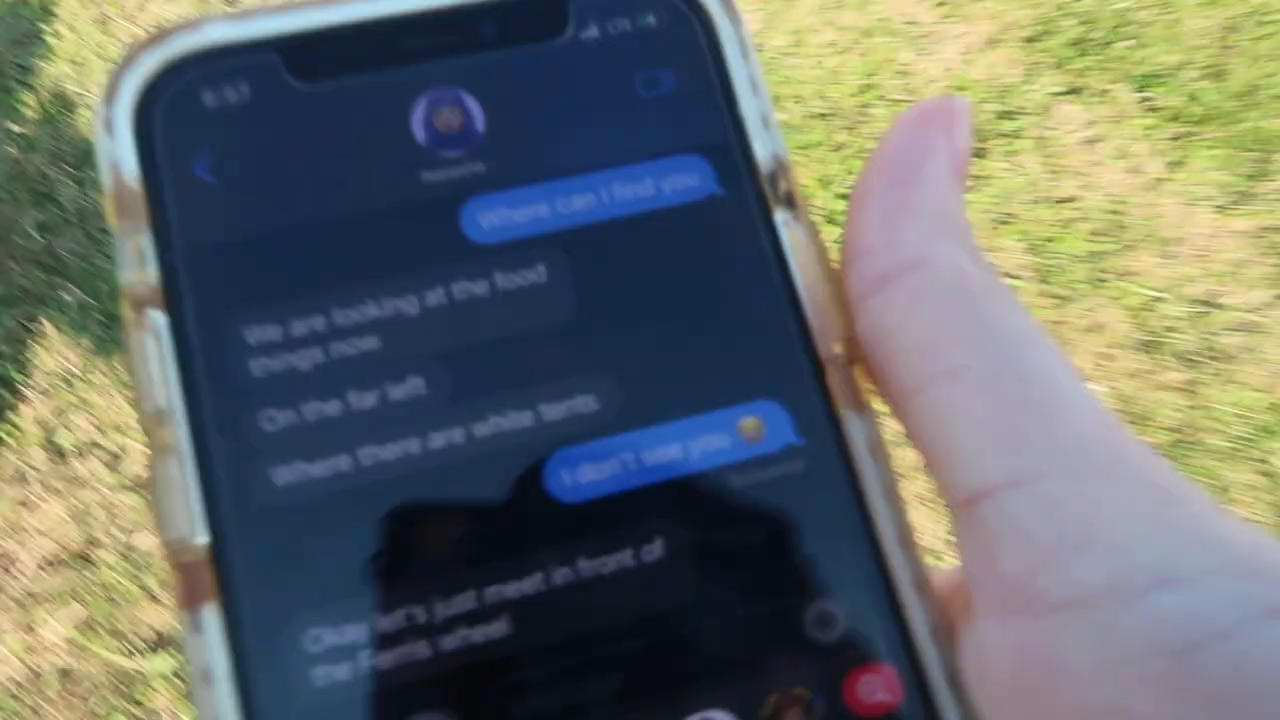 LTE
Where can I find you
We are looking at the food
things now
On the far left
Where there are white tents
I don't see you 😂
Okay let's just meet in front of
the Ferris wheel